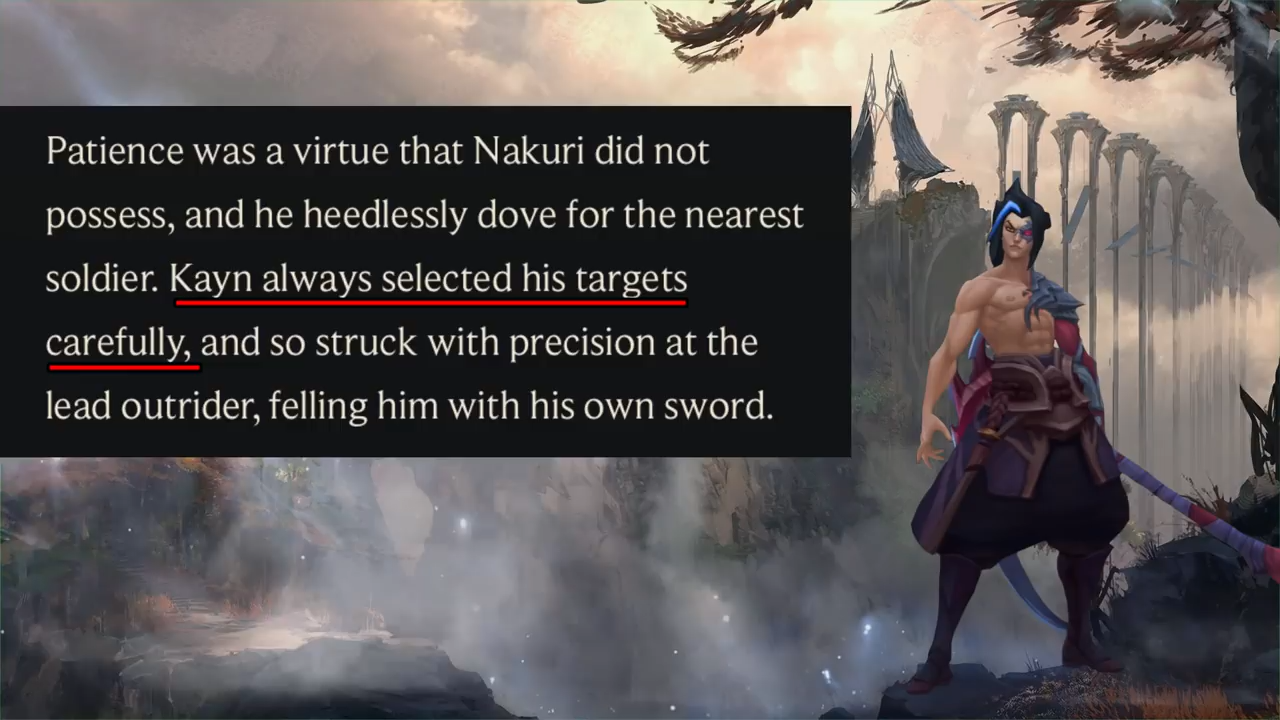 Patience was a virtue that Nakuri did not
possess, and he heedlessly dove for the nearest
soldier. Kayn always selected his targets
carefully, and so struck with precision at the
lead outrider, felling him with his own sword.